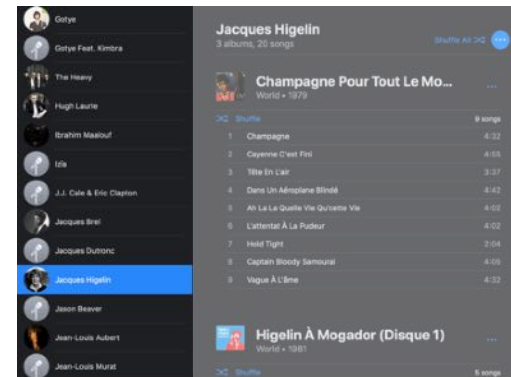 Gotye
Gotye Feat. Kimbra
The Heavy
Hugh Laurie
Ibrahim Maalouf
Izïa
J.J. Cale & Eric Clapton
Jacques Brel
Jacques Dutronc
Jacques Higelin
Jason Beaver
Jean-Louis Aubert
Jean-Louis Murat
Jacques Higelin
3 albums, 20 songs
Shuffle All
Champagne Pour Tout Le Mo...
World • 1979
Shuffle 9 songs
1 Champagne 4:32
2 Cayenne C'est Fini 4:55
3 Tête En L'air 3:37
4 Dans Un Aéroplane Blindé 4:42
5 Ah La La Quelle Vie Qu'cette Vie 4:02
6 L'attentat À La Pudeur 4:02
7 Held Tight 2:04
8 Captain Bloody Samouraï 4:05
9 Vague À L'âme 4:32
Higelin À Mogador (Disque 1)
World • 1981
Shuffle 5 songs